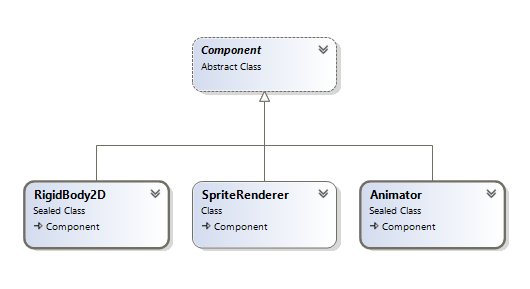 Component
Abstract Class
RigidBody2D
Sealed Class
Component
SpriteRenderer
Class
Component
Animator
Sealed Class
Component